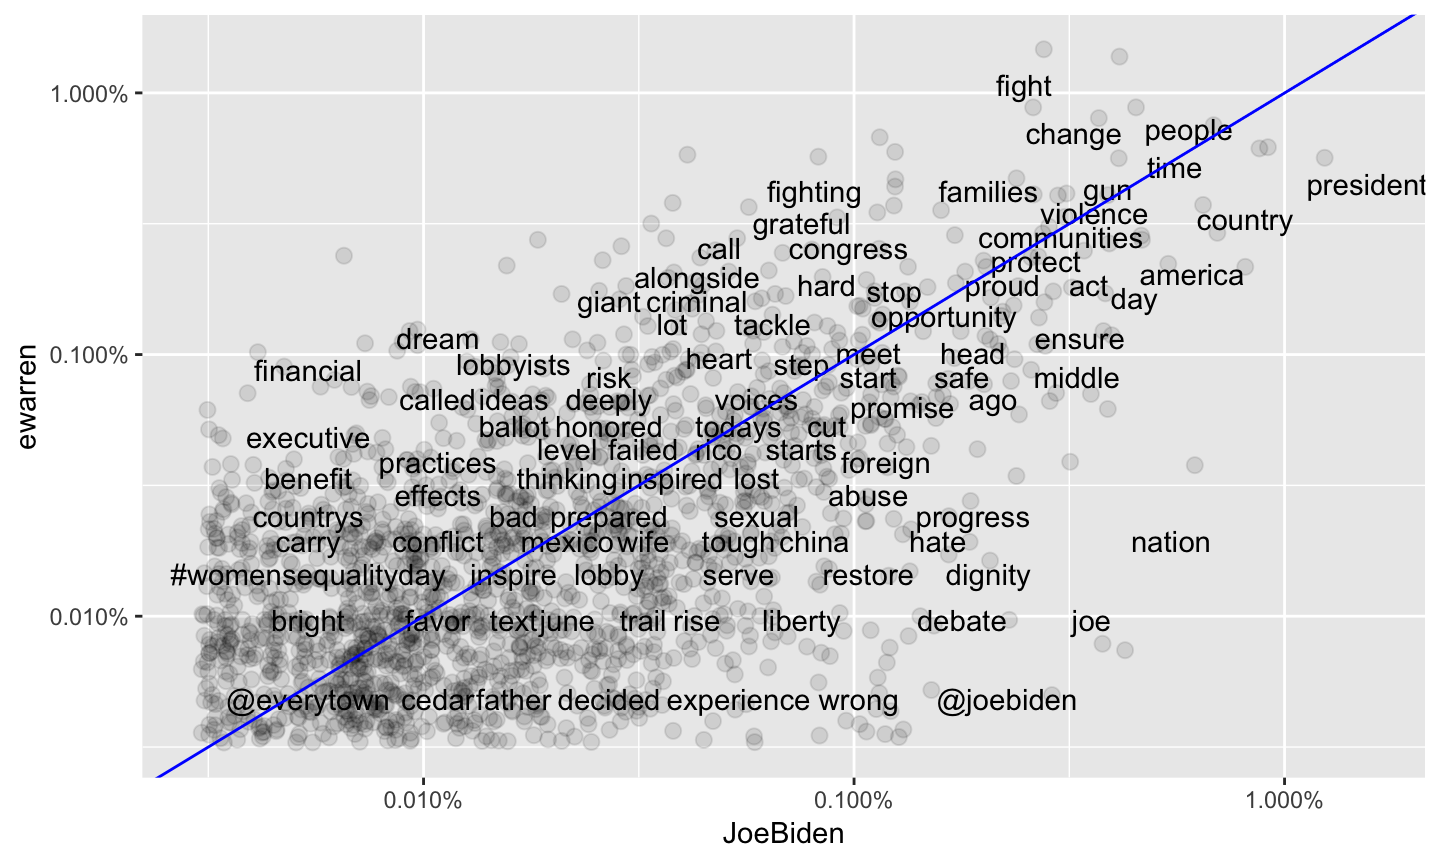 fight
1.000%
change people
time
president
fighting families gun
violence
grateful country
communities
call congress
protect
alongside america
hard proud act
stop day
giant criminal
opportunity
lot tackle
dream ensure
0.100%
heart meet head
lobbyists step
financial
risk start safe middle
called ideas deeply voices ago
promise
ewarren
ballot honored todays cut
executive
level failed rico starts
practices foreign
benefit thinking inspired lost
effects abuse
countrys bad prepared sexual progress
carry conflict mexico wife tough china hate nation
#womensequalityday inspire lobby serve restore dignity
0.010%
bright favor text june trail rise liberty debate joe
@everytown cedar father decided experience wrong @joebiden
0.010% 0.100% 1.000%
JoeBiden